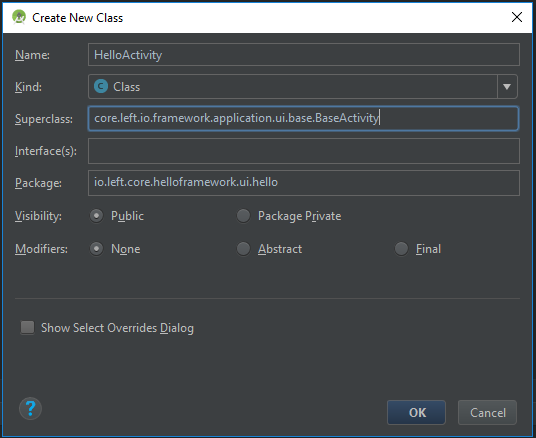 Create New Class
Name: HelloActivity
Kind: C Class
Superclass: core.left.io.framework.application.ui.base.BaseActivity
Interface(s):
Package: io.left.core.helloframework.ui.hello
Visibility: Public Package Private
Modifiers: None Abstract Final
Show Select Overrides Dialog
? OK Cancel